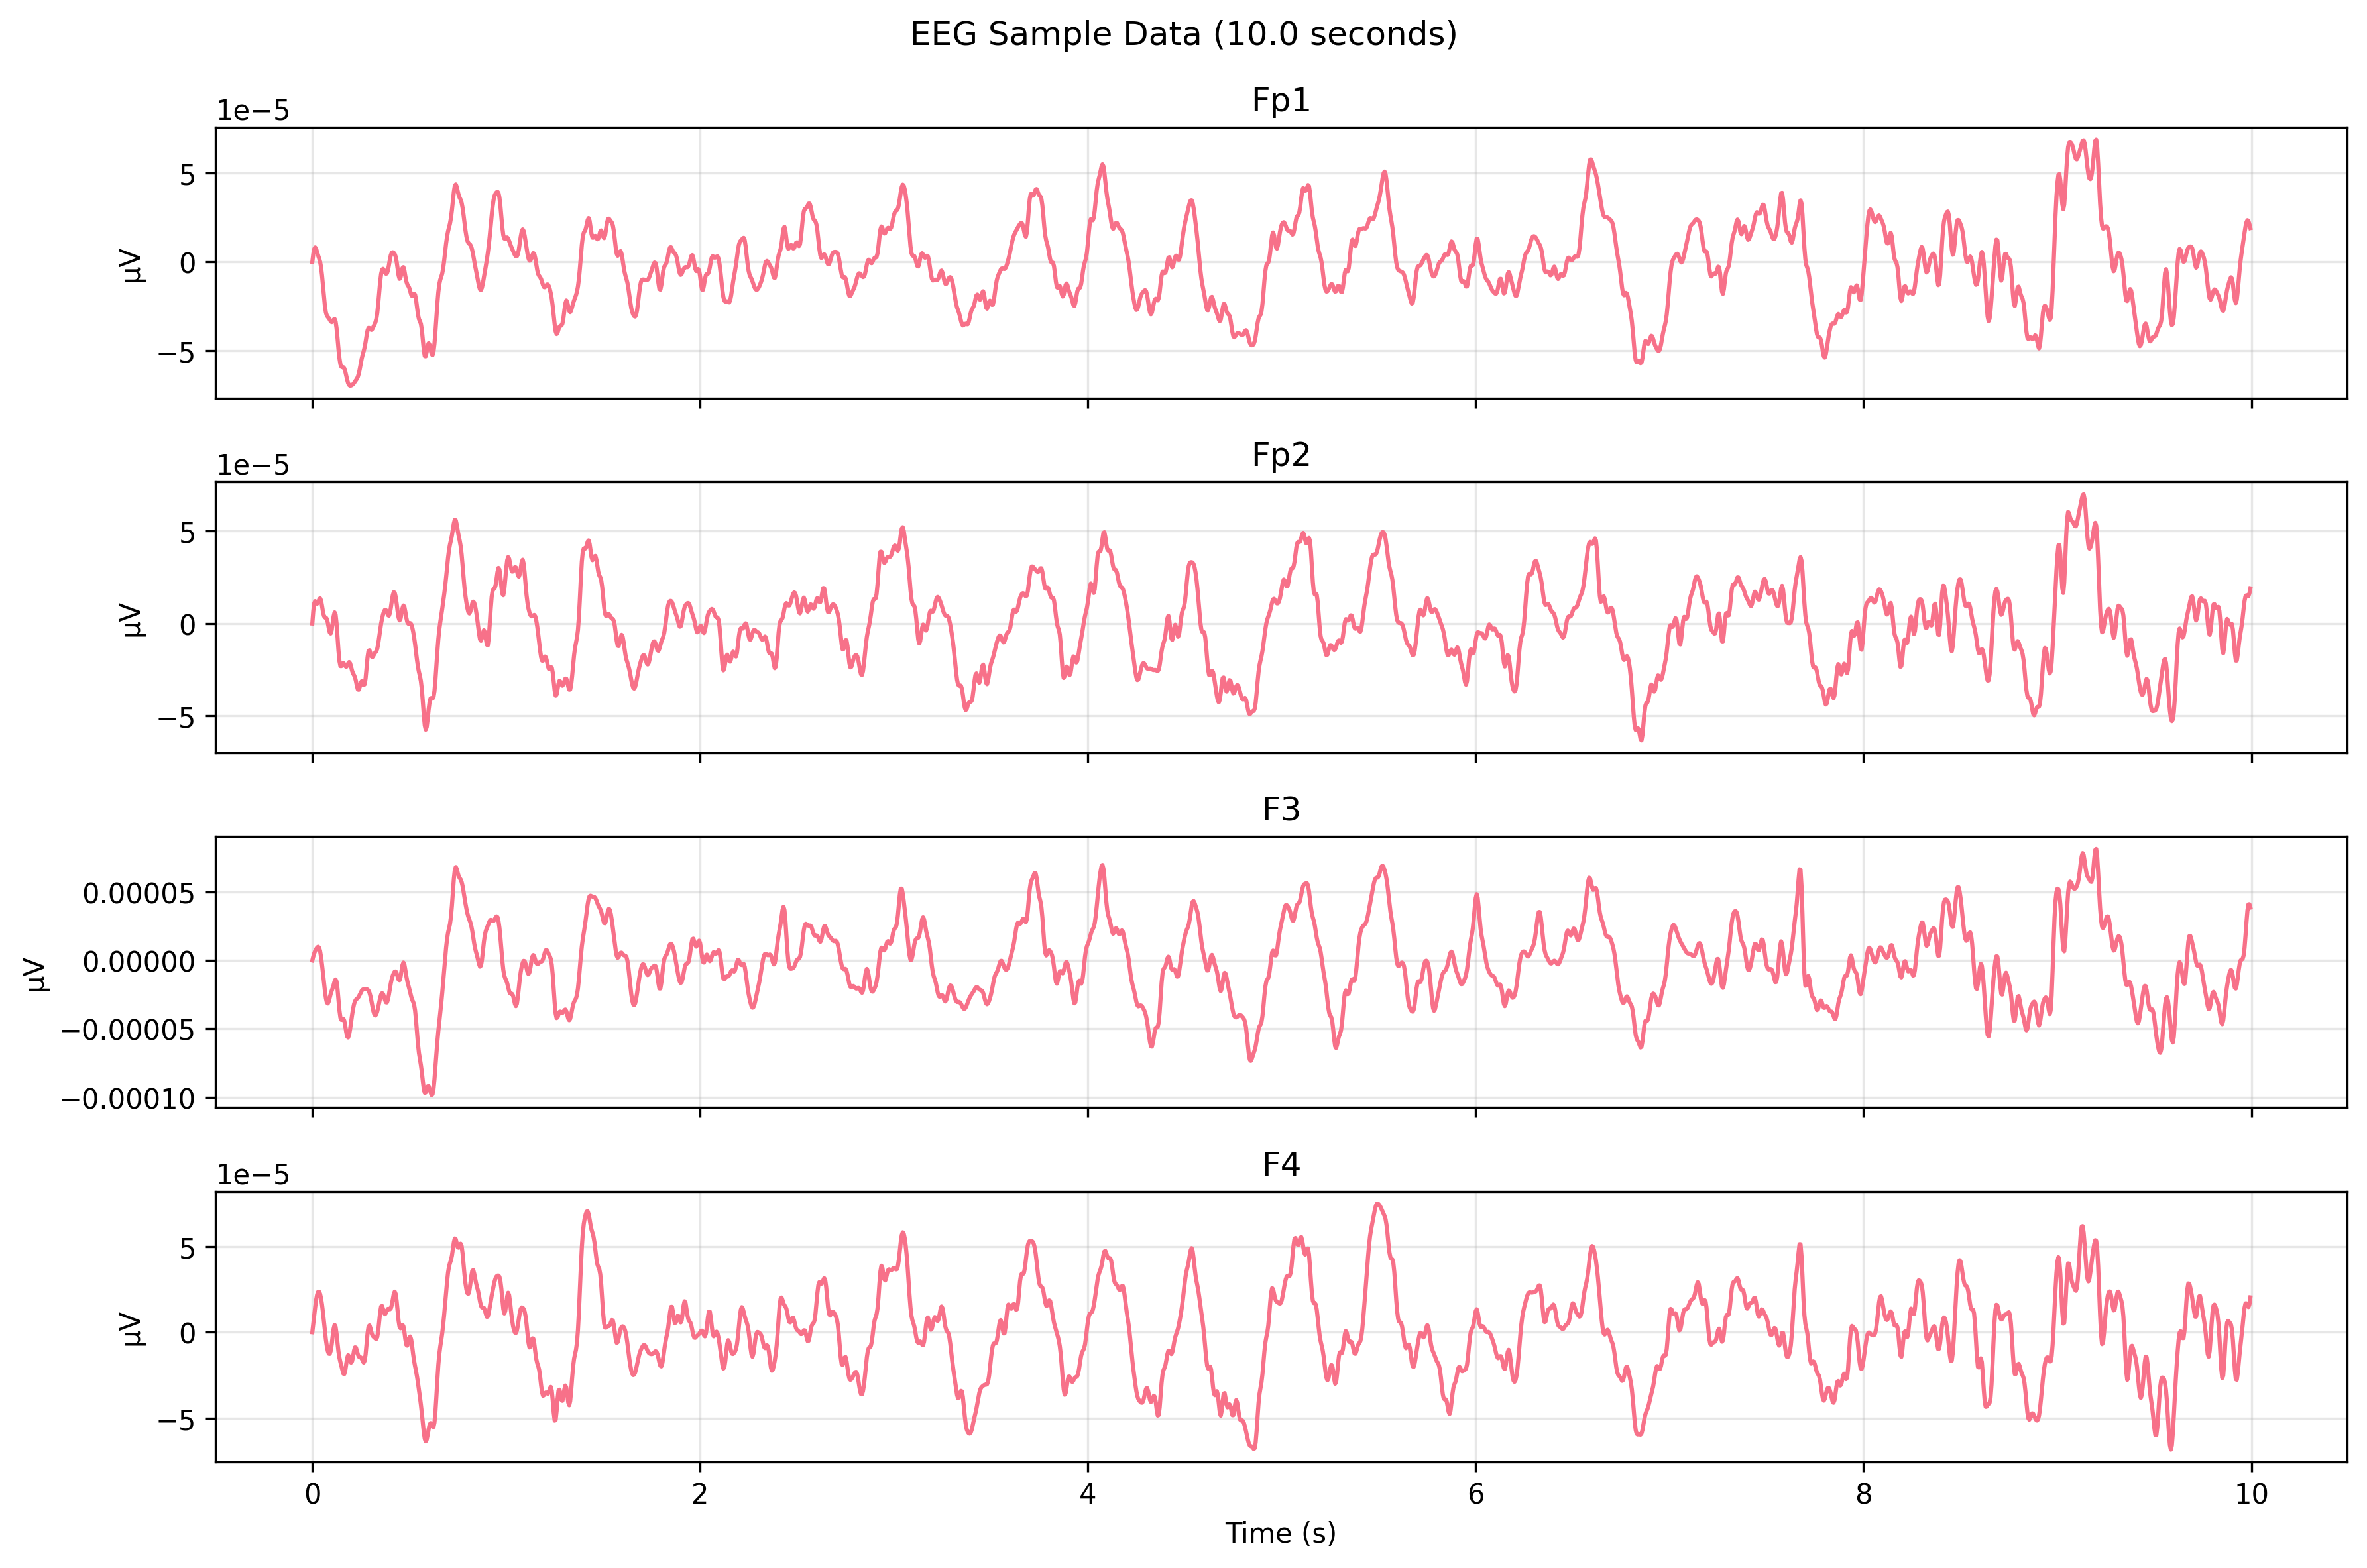 EEG Sample Data (10.0 seconds)
Fp1
1e−5
5
0
−5
µV
Fp2
1e−5
5
0
−5
µV
F3
0.00005
0.00000
−0.00005
−0.00010
µV
F4
1e−5
5
0
−5
µV
0 2 4 6 8 10
Time (s)